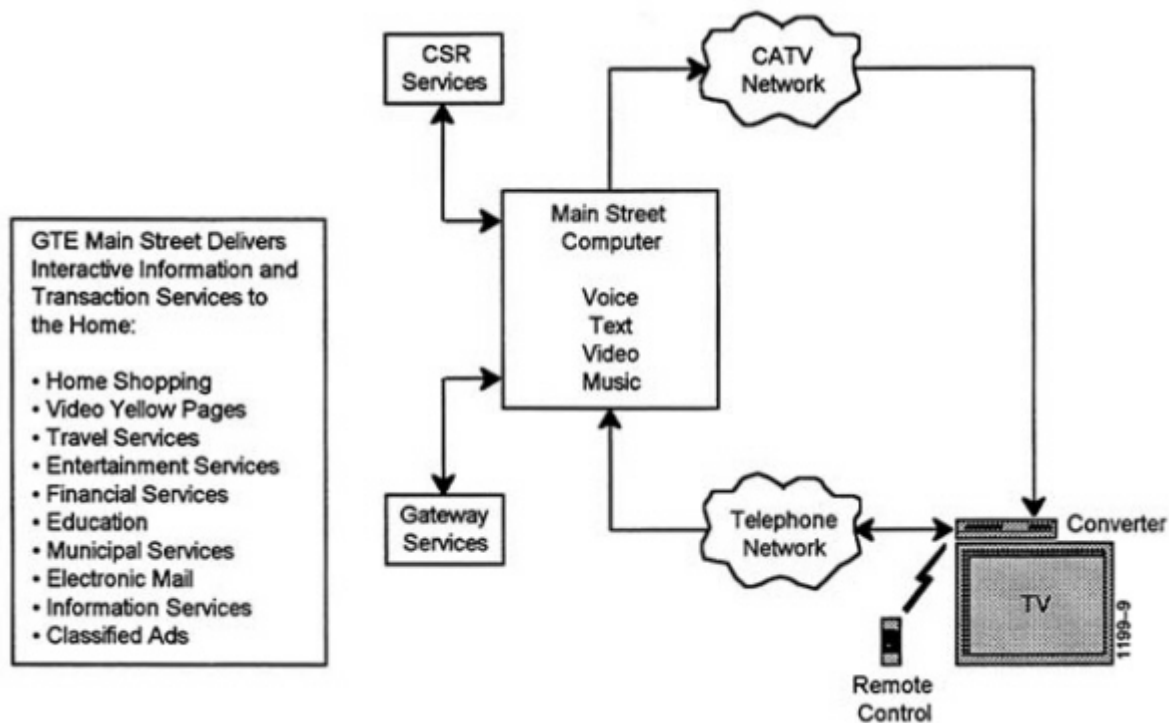 CSR
Services
CATV
Network
GTE Main Street Delivers
Interactive Information and
Transaction Services to
the Home:
• Home Shopping
• Video Yellow Pages
• Travel Services
• Entertainment Services
• Financial Services
• Education
• Municipal Services
• Electronic Mail
• Information Services
• Classified Ads
Main Street
Computer
Voice
Text
Video
Music
Gateway
Services
Telephone
Network
Converter
TV
1199-9
Remote
Control